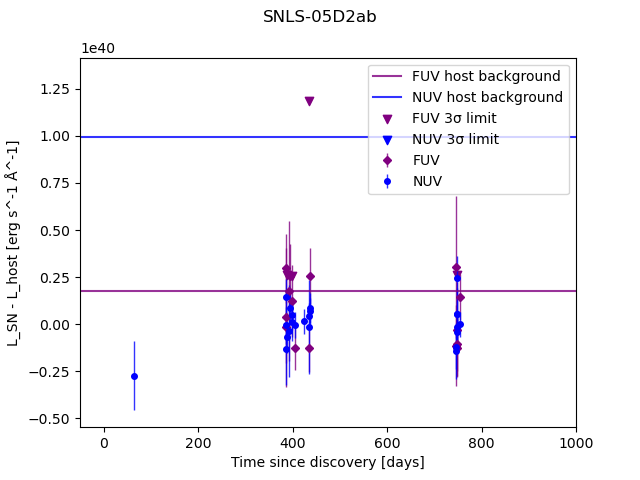 SNLS-05D2ab
1e40
FUV host background
NUV host background
FUV 3σ limit
NUV 3σ limit
FUV
NUV
1.25
1.00
0.75
0.50
0.25
0.00
−0.25
−0.50
L_SN - L_host [erg s^-1 Å^-1]
0 200 400 600 800 1000
Time since discovery [days]